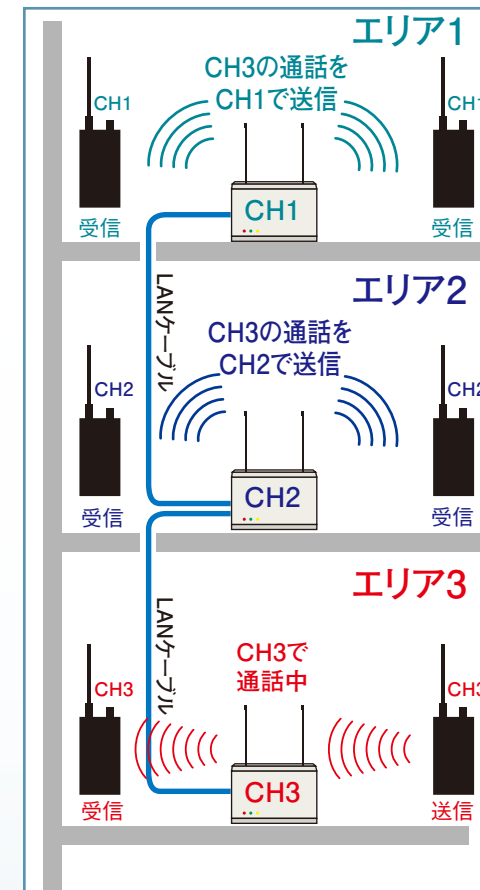 エリア1
CH3の通話を
CH1で送信
CH1
CH1
CH1
受信
受信
LANケーブル
エリア2
CH3の通話を
CH2で送信
CH2
CH2
CH2
受信
受信
LANケーブル
エリア3
CH3で
通話中
CH3
CH3
CH3
受信
送信